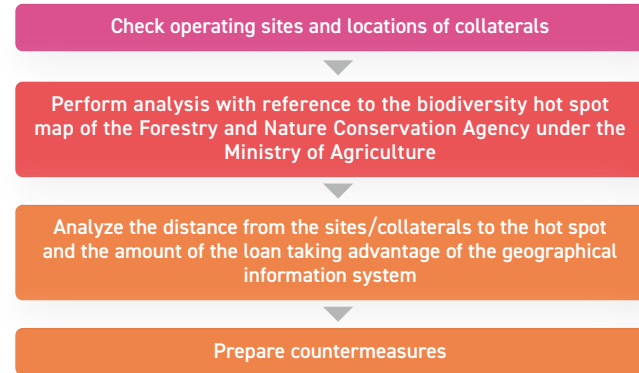 Check operating sites and locations of collaterals
Perform analysis with reference to the biodiversity hot spot
map of the Forestry and Nature Conservation Agency under the
Ministry of Agriculture
Analyze the distance from the sites/collaterals to the hot spot
and the amount of the loan taking advantage of the geographical
information system
Prepare countermeasures